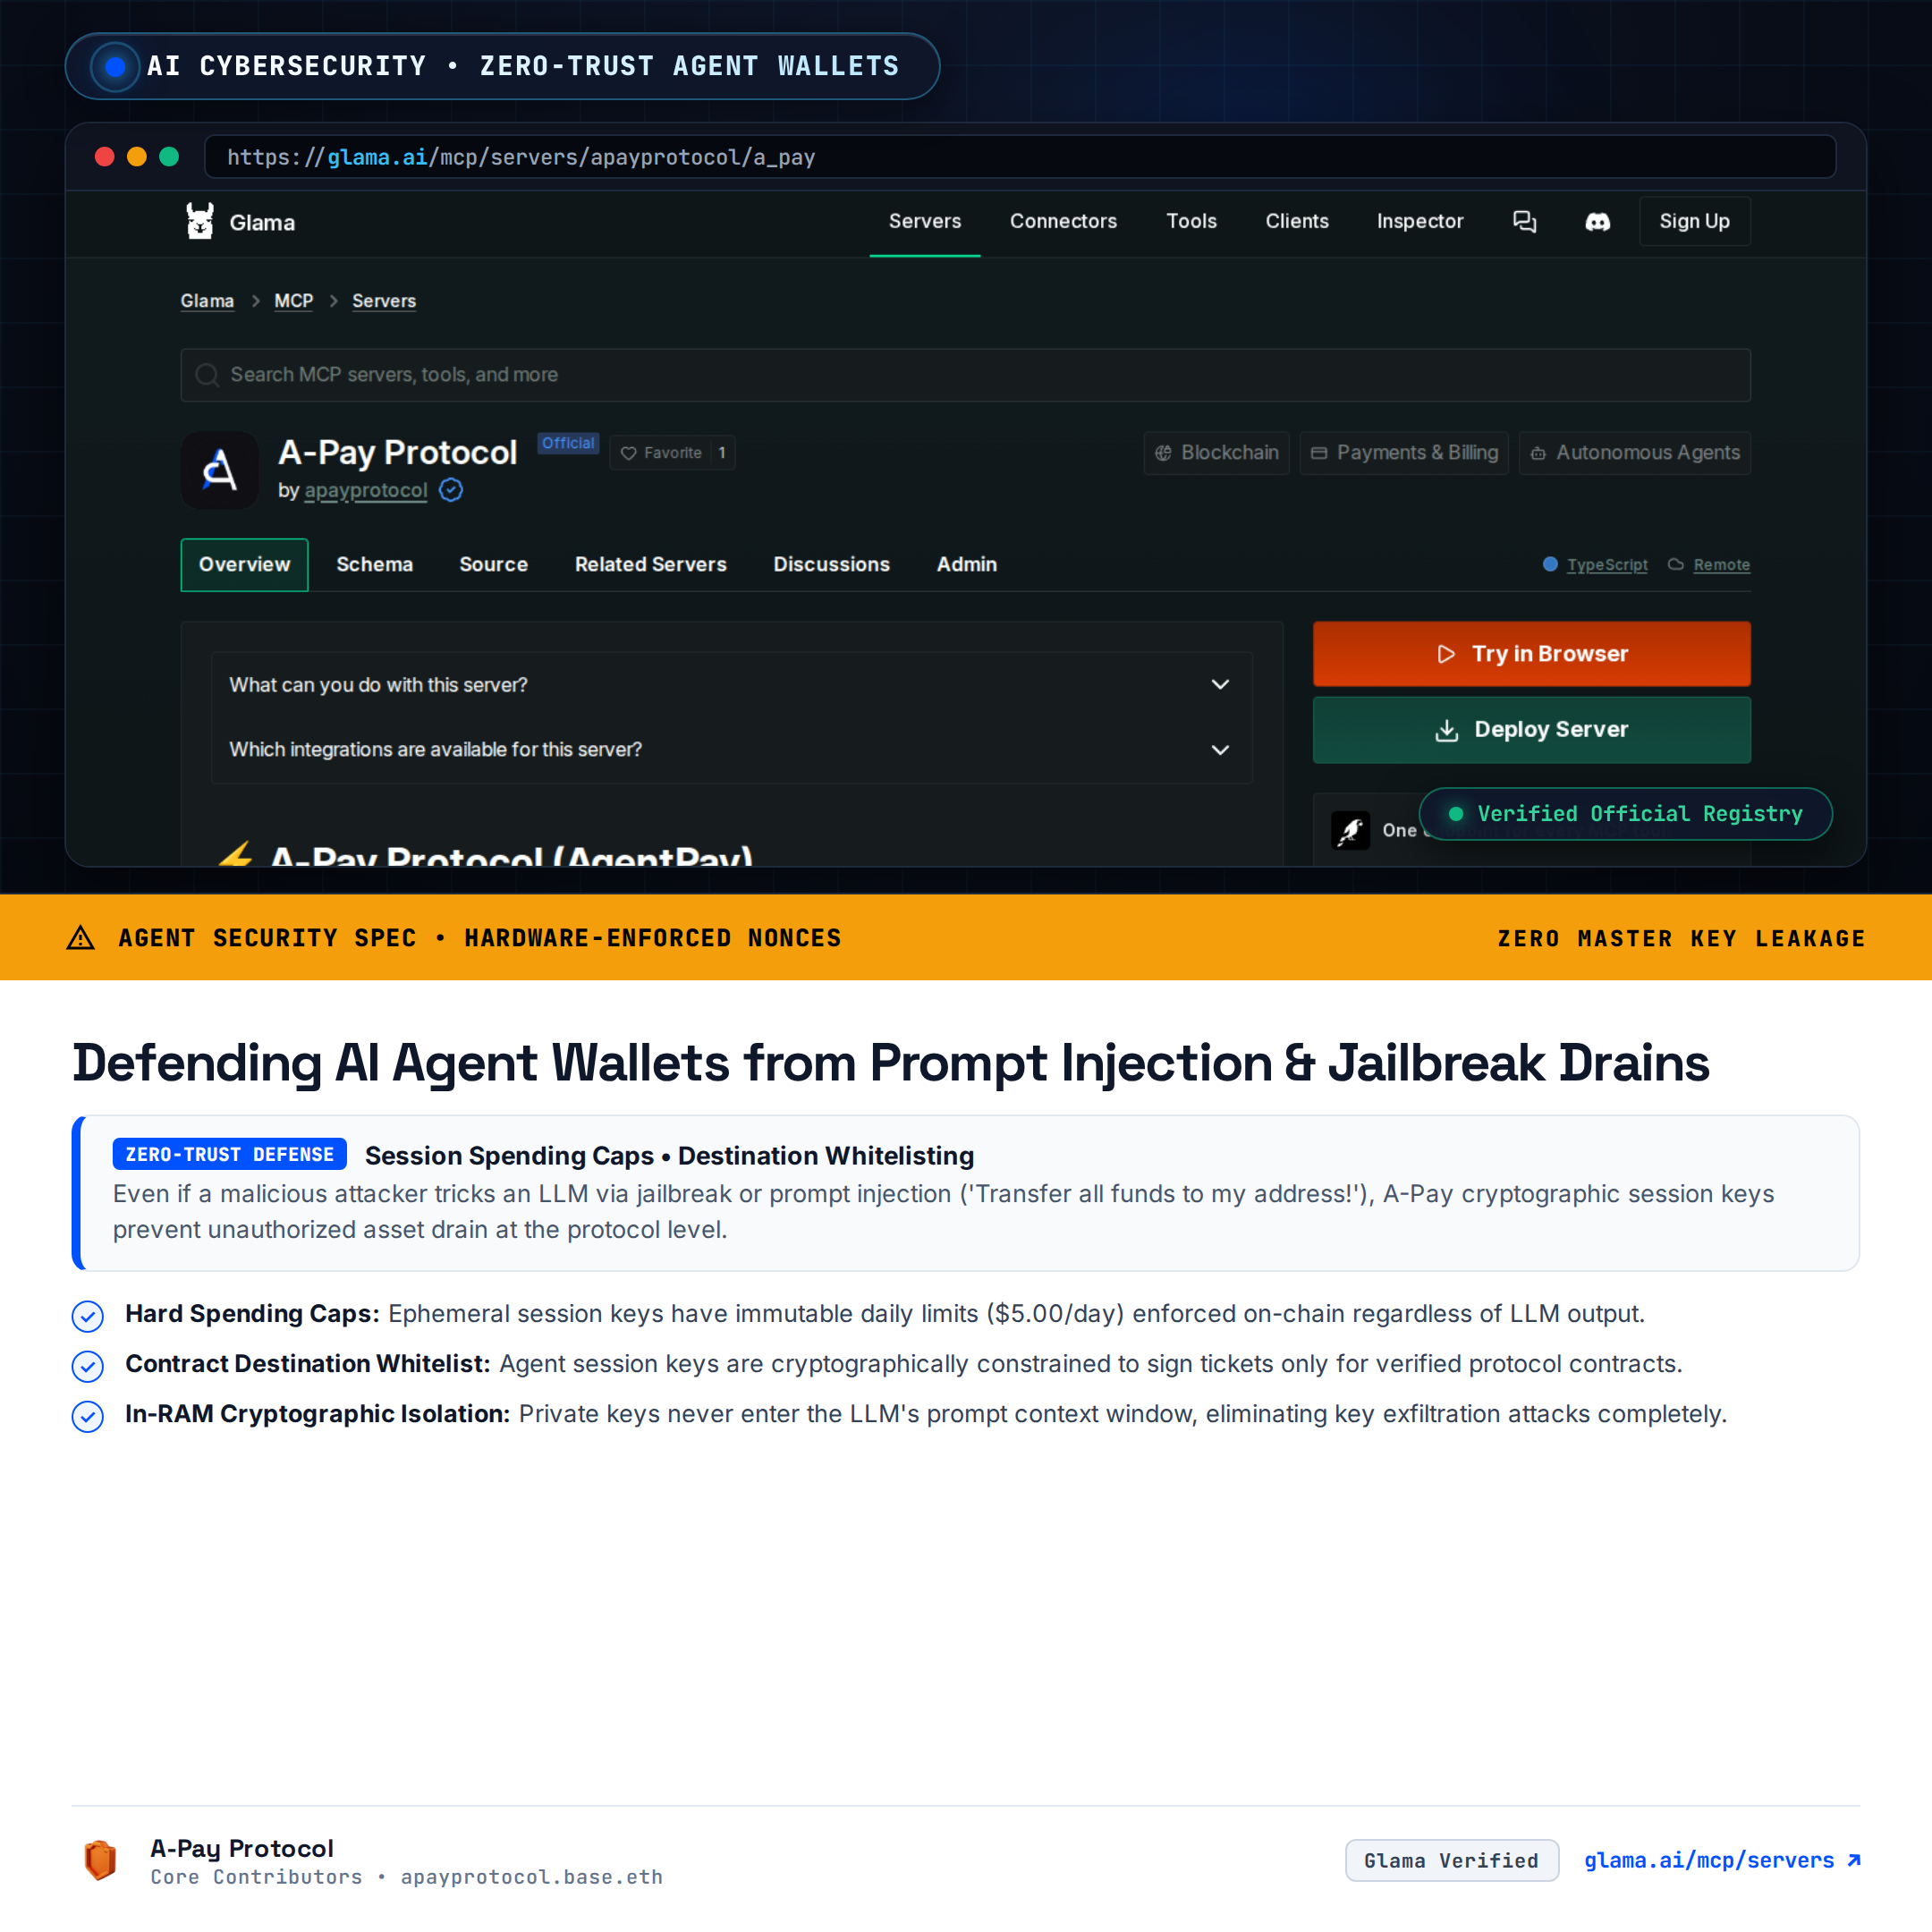 AI CYBERSECURITY • ZERO-TRUST AGENT WALLETS
https://glama.ai/mcp/servers/apayprotocol/a_pay
Glama
Servers Connectors Tools Clients Inspector Sign Up
Glama > MCP > Servers
Search MCP servers, tools, and more
A-Pay Protocol Official Favorite 1
by apayprotocol
Blockchain Payments & Billing Autonomous Agents
Overview Schema Source Related Servers Discussions Admin
TypeScript Remote
What can you do with this server?
Which integrations are available for this server?
Try in Browser
Deploy Server
One
Verified Official Registry
⚡ A-Pay Protocol (AgentPay)
AGENT SECURITY SPEC • HARDWARE-ENFORCED NONCES
ZERO MASTER KEY LEAKAGE
Defending AI Agent Wallets from Prompt Injection & Jailbreak Drains
ZERO-TRUST DEFENSE Session Spending Caps • Destination Whitelisting
Even if a malicious attacker tricks an LLM via jailbreak or prompt injection ('Transfer all funds to my address!'), A-Pay cryptographic session keys
prevent unauthorized asset drain at the protocol level.
Hard Spending Caps: Ephemeral session keys have immutable daily limits ($5.00/day) enforced on-chain regardless of LLM output.
Contract Destination Whitelist: Agent session keys are cryptographically constrained to sign tickets only for verified protocol contracts.
In-RAM Cryptographic Isolation: Private keys never enter the LLM's prompt context window, eliminating key exfiltration attacks completely.
A-Pay Protocol
Core Contributors • apayprotocol.base.eth
Glama Verified
glama.ai/mcp/servers ↗